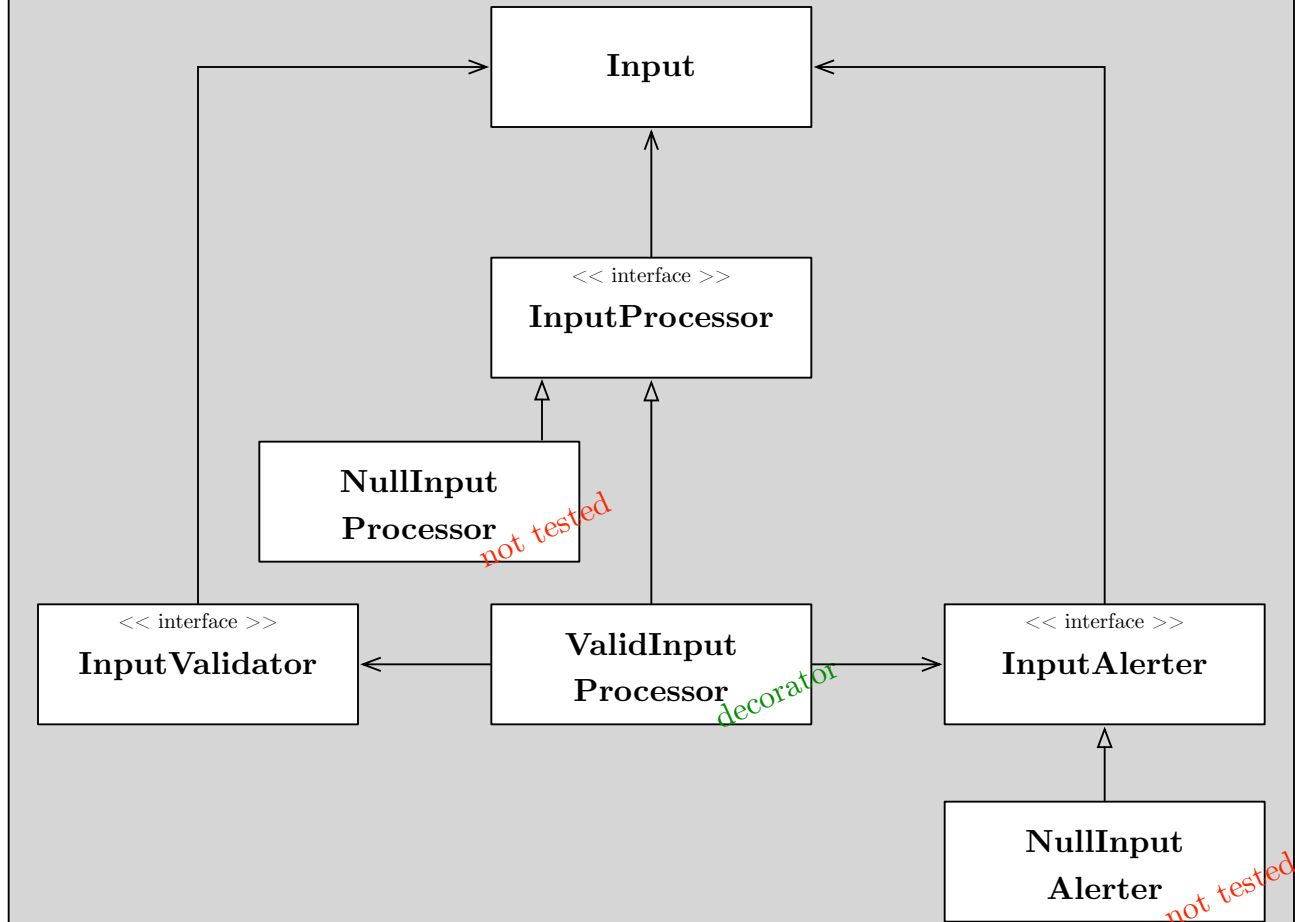 Input
<< interface >>
InputProcessor
NullInput
Processor
not tested
<< interface >>
InputValidator
ValidInput
Processor
decorator
<< interface >>
InputAlerter
NullInput
Alerter
not tested